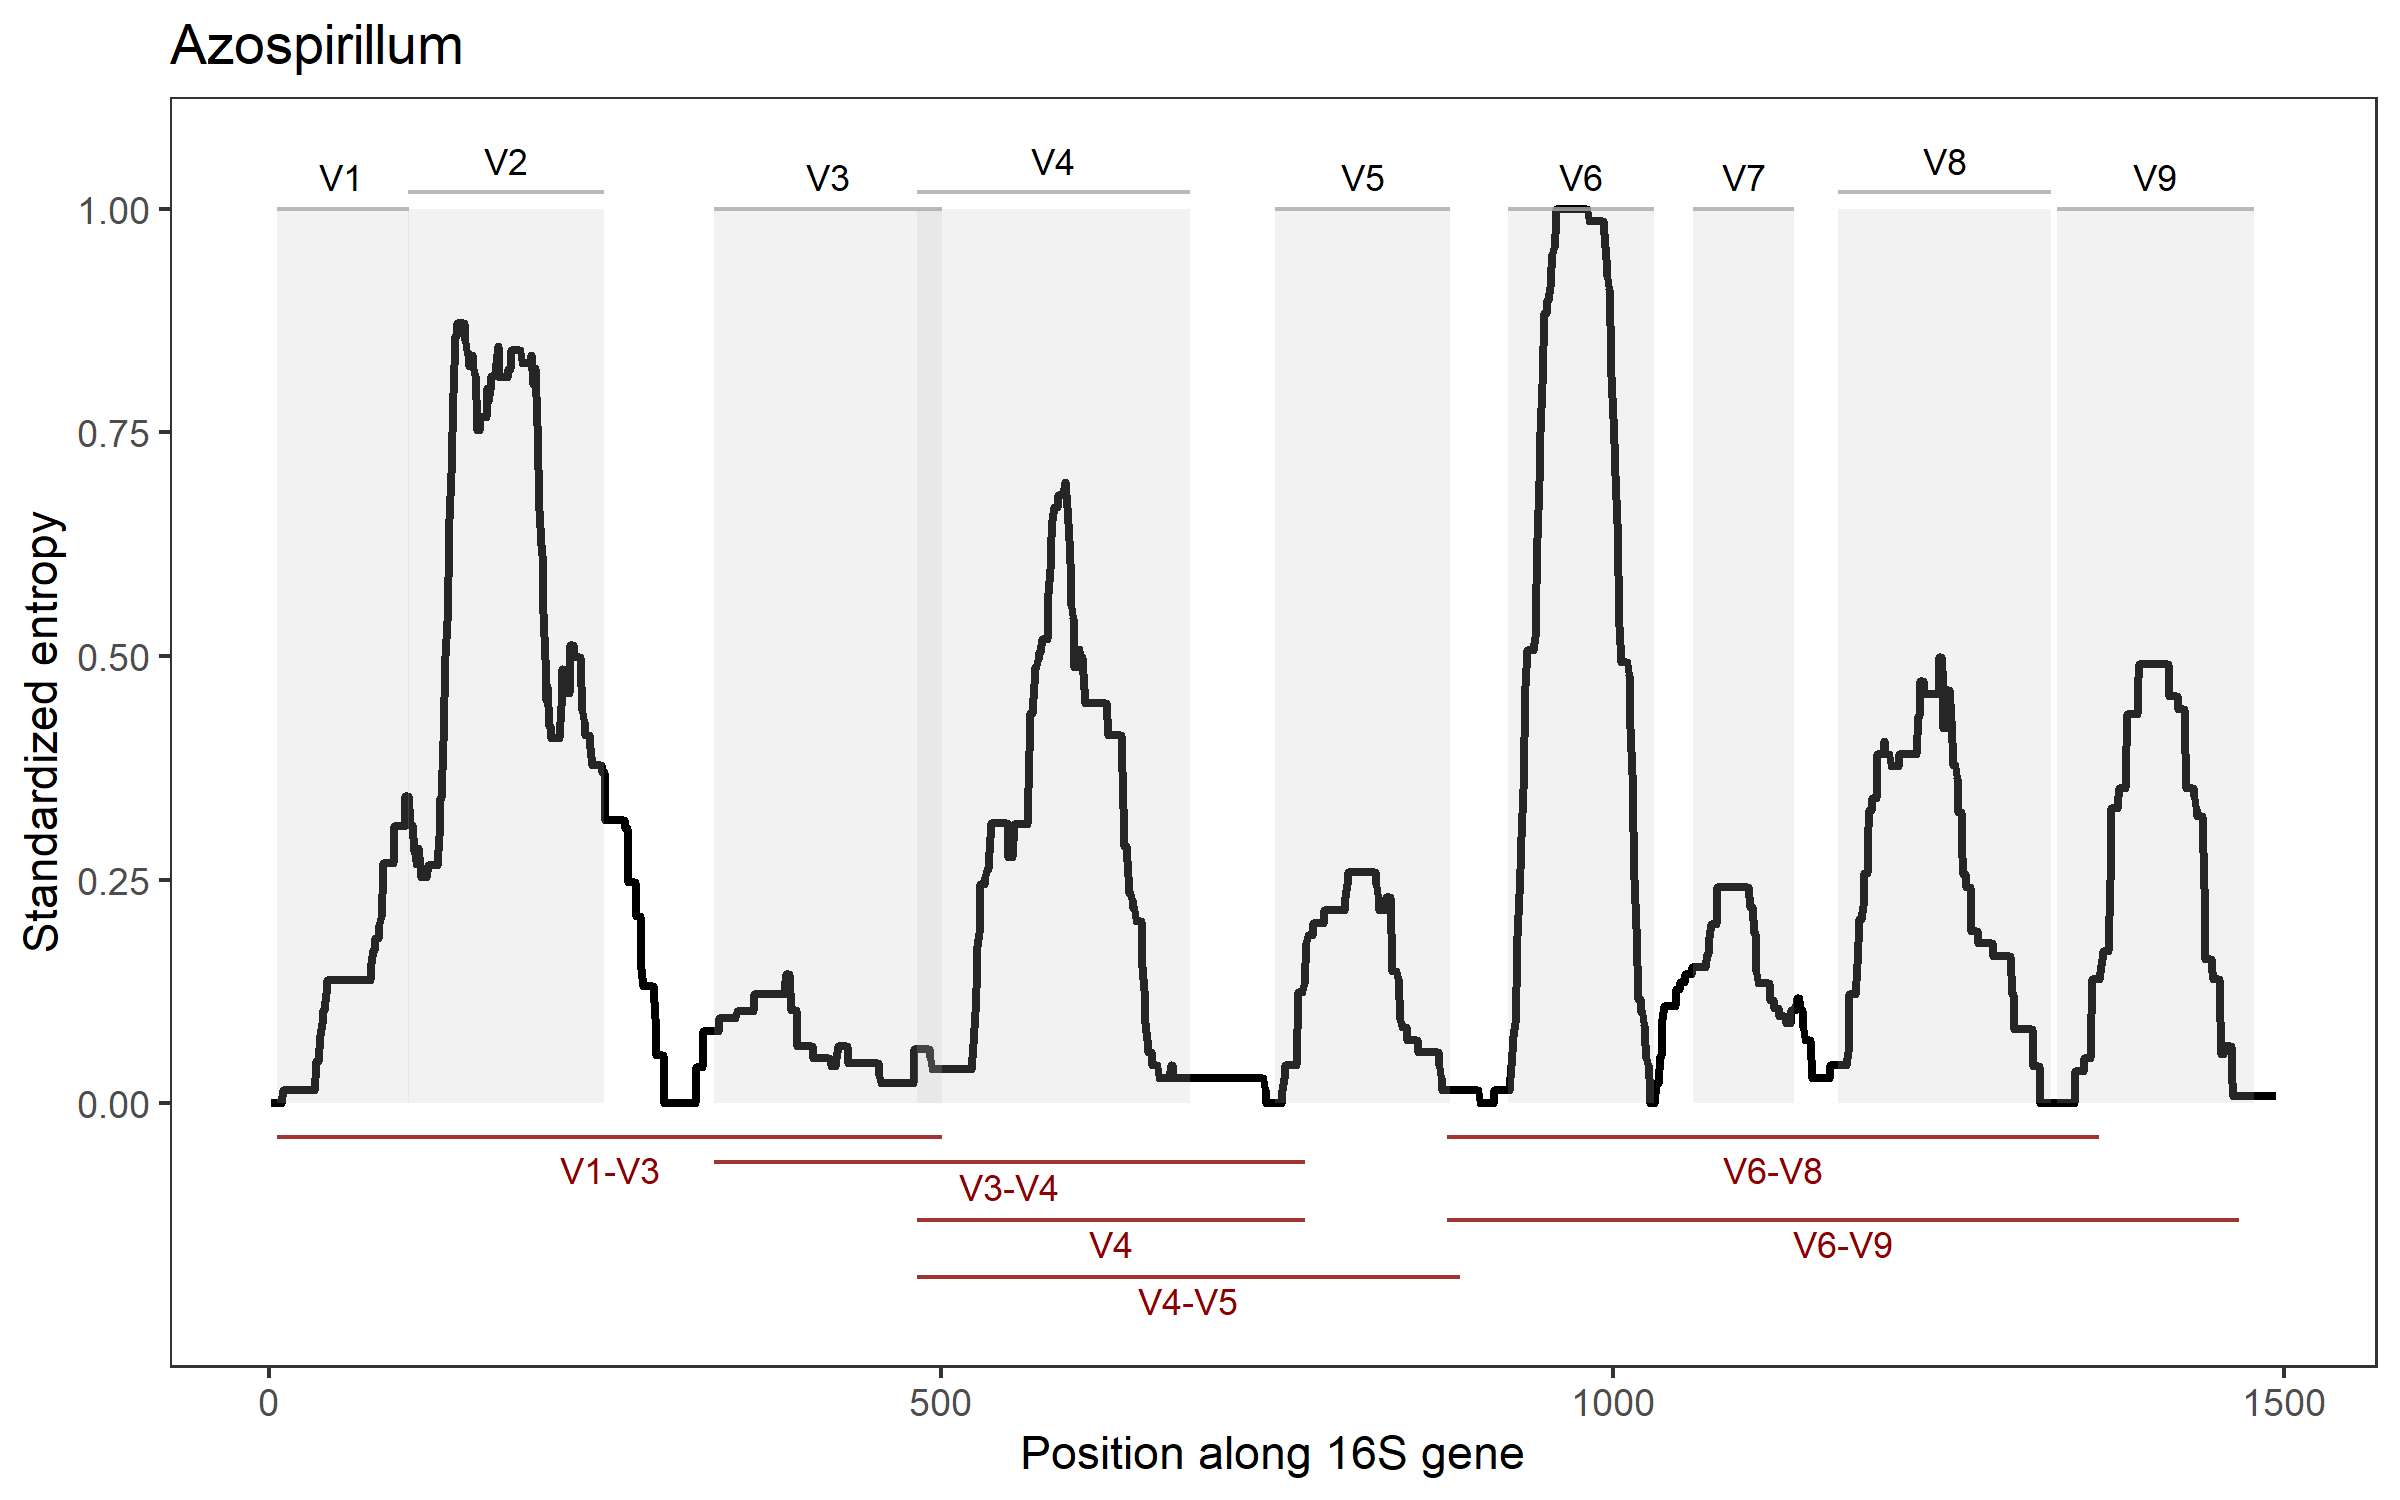 Azospirillum
V1
V2
V3
V4
V5
V6
V7
V8
V9
1.00
0.75
0.50
0.25
0.00
Standardized entropy
V1-V3
V3-V4
V4
V4-V5
V6-V8
V6-V9
0
500
1000
1500
Position along 16S gene